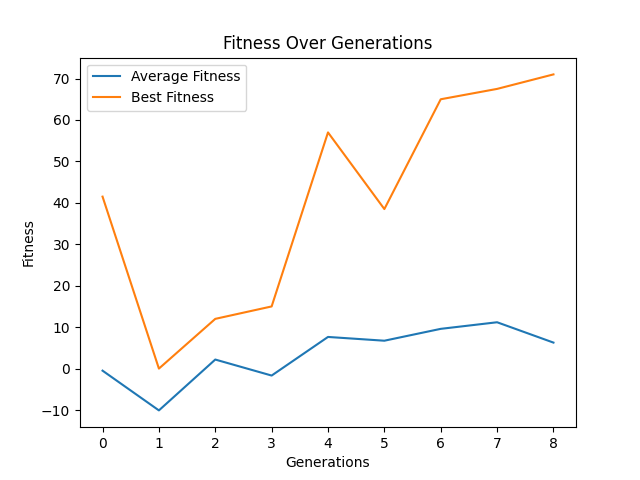 Fitness Over Generations
Average Fitness
Best Fitness
70
60
50
40
30
20
10
0
−10
Fitness
0 1 2 3 4 5 6 7 8
Generations